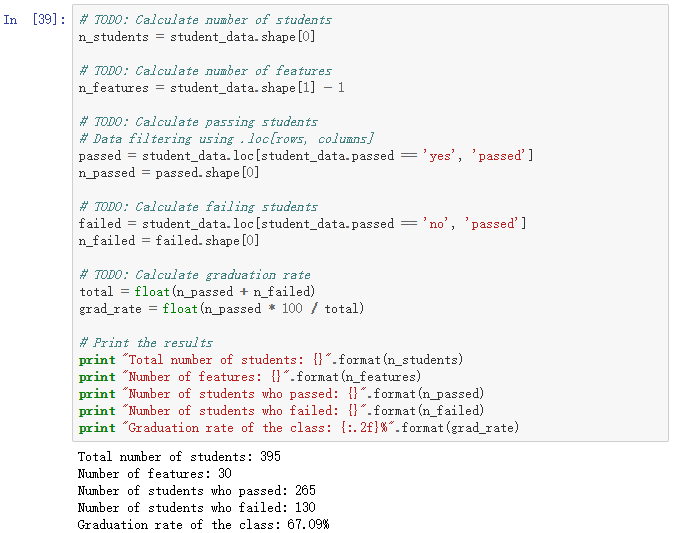 In [39]: # TODO: Calculate number of students
n_students = student_data.shape[0]
# TODO: Calculate number of features
n_features = student_data.shape[1] - 1
# TODO: Calculate passing students
# Data filtering using .loc[rows, columns]
passed = student_data.loc[student_data.passed == 'yes', 'passed']
n_passed = passed.shape[0]
# TODO: Calculate failing students
failed = student_data.loc[student_data.passed == 'no', 'passed']
n_failed = failed.shape[0]
# TODO: Calculate graduation rate
total = float(n_passed + n_failed)
grad_rate = float(n_passed * 100 / total)
# Print the results
print "Total number of students: {}".format(n_students)
print "Number of features: {}".format(n_features)
print "Number of students who passed: {}".format(n_passed)
print "Number of students who failed: {}".format(n_failed)
print "Graduation rate of the class: {:.2f}%".format(grad_rate)
Total number of students: 395
Number of features: 30
Number of students who passed: 265
Number of students who failed: 130
Graduation rate of the class: 67.09%